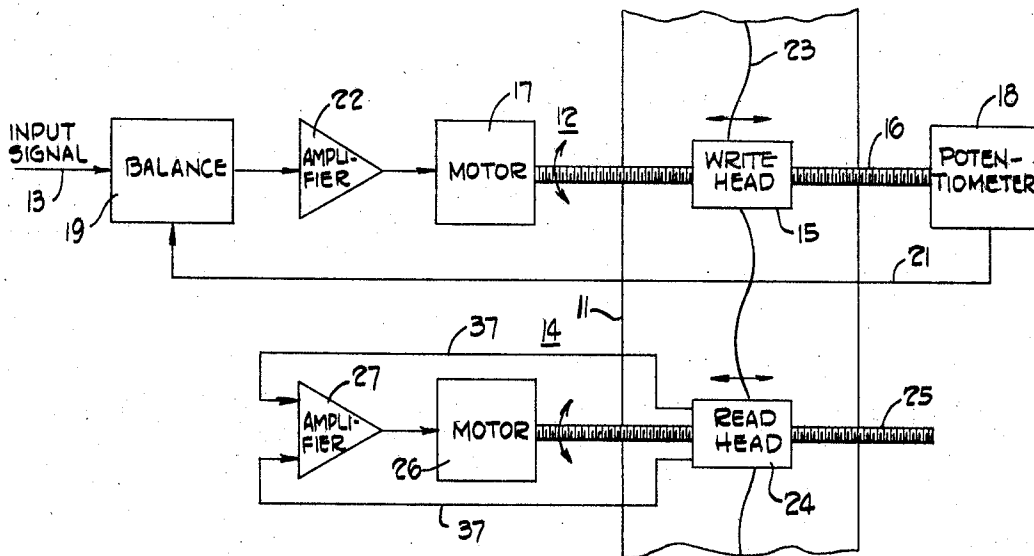 23
22
17
18
12
16
INPUT
SIGNAL
BALANCE
AMPLI-
FIER
MOTOR
WRITE
HEAD
POTEN-
TIOMETER
13
19
15
21
11
37
14
27
25
AMPLI-
FIER
MOTOR
READ
HEAD
26
24
37